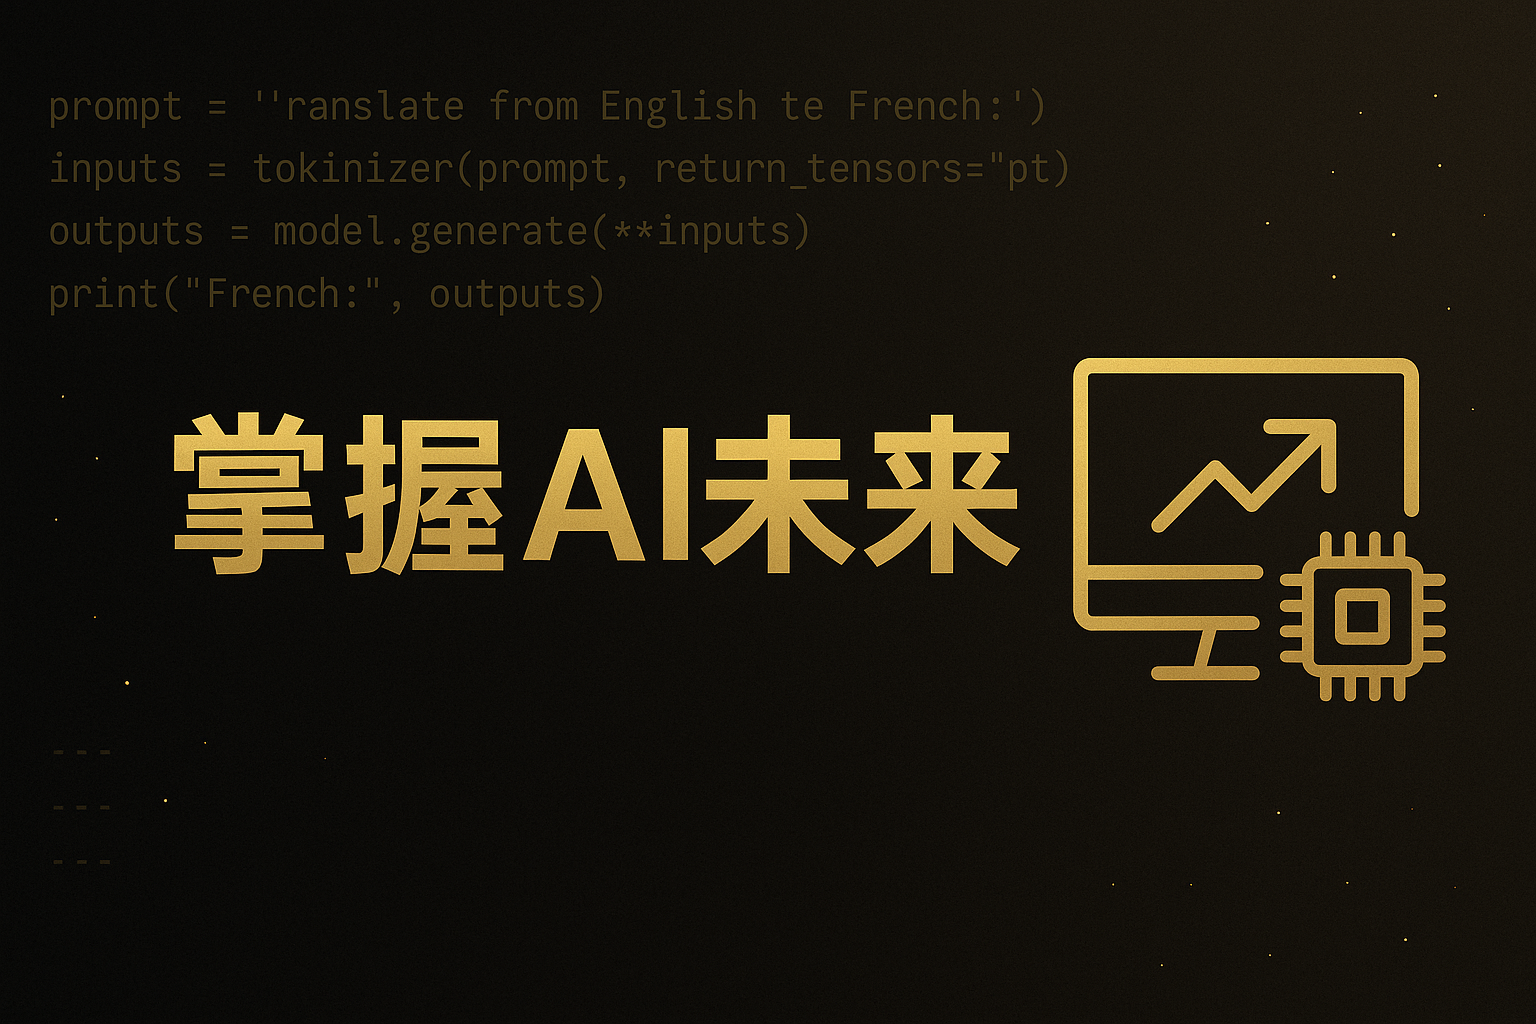 prompt = ''ranslate from English te French:')
inputs = tokinizer(prompt, return_tensors="pt)
outputs = model.generate(**inputs)
print("French:", outputs)
掌握AI未来
---
---
---